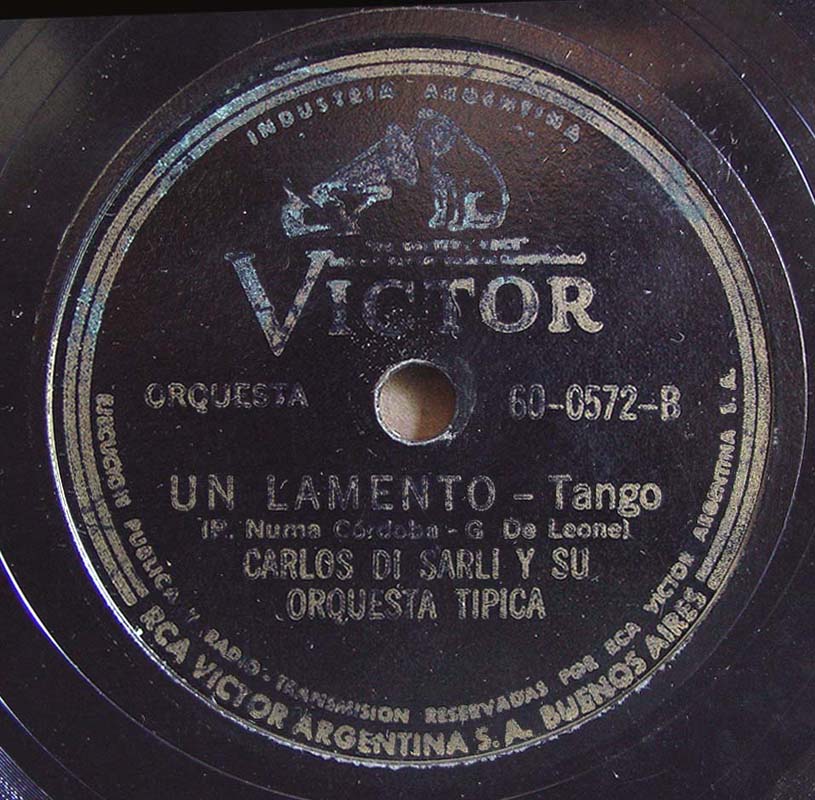 INDUSTRIA ARGENTINA
VICTOR
ORQUESTA
60-0572-B
UN LAMENTO - Tango
(P. Numa Córdoba - G. De Leone)
CARLOS DI SARLI Y SU
ORQUESTA TIPICA
EJECUCION PUBLICA Y RADIO-TRANSMISION RESERVADAS POR RCA VICTOR ARGENTINA S. A.
RCA VICTOR ARGENTINA S. A. BUENOS AIRES